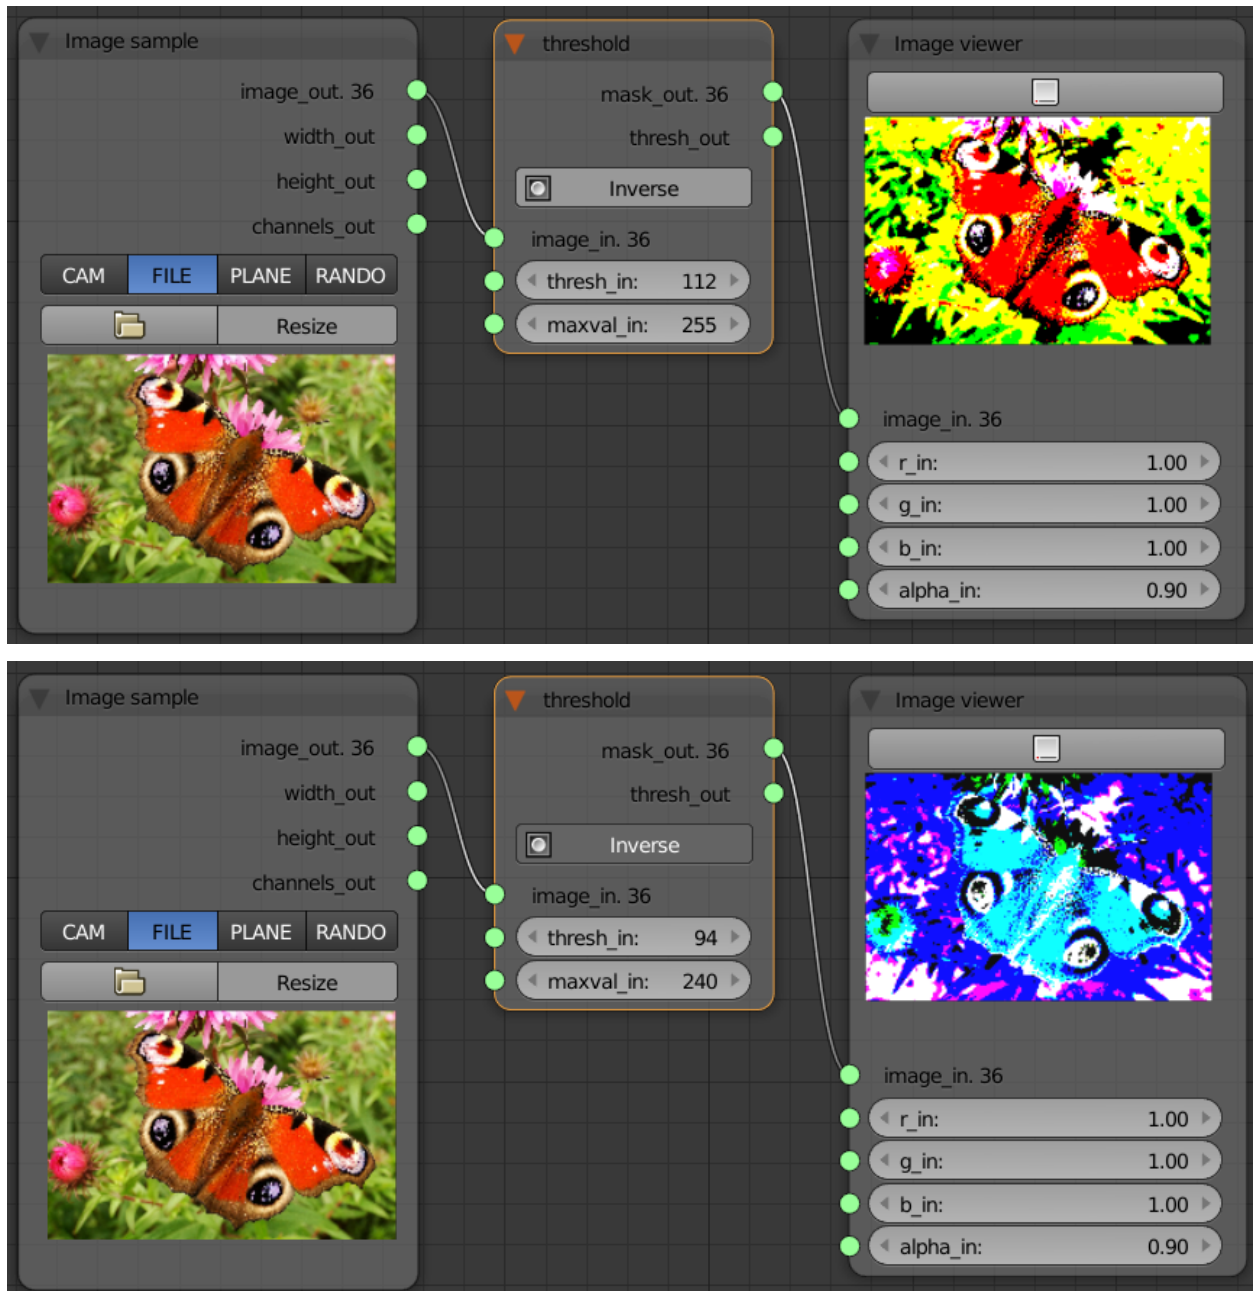 Image sample
image_out. 36
width_out
height_out
channels_out
CAM FILE PLANE RANDO
Resize
threshold
mask_out. 36
thresh_out
Inverse
image_in. 36
thresh_in: 112
maxval_in: 255
Image viewer
image_in. 36
r_in: 1.00
g_in: 1.00
b_in: 1.00
alpha_in: 0.90
Image sample
image_out. 36
width_out
height_out
channels_out
CAM FILE PLANE RANDO
Resize
threshold
mask_out. 36
thresh_out
Inverse
image_in. 36
thresh_in: 94
maxval_in: 240
Image viewer
image_in. 36
r_in: 1.00
g_in: 1.00
b_in: 1.00
alpha_in: 0.90